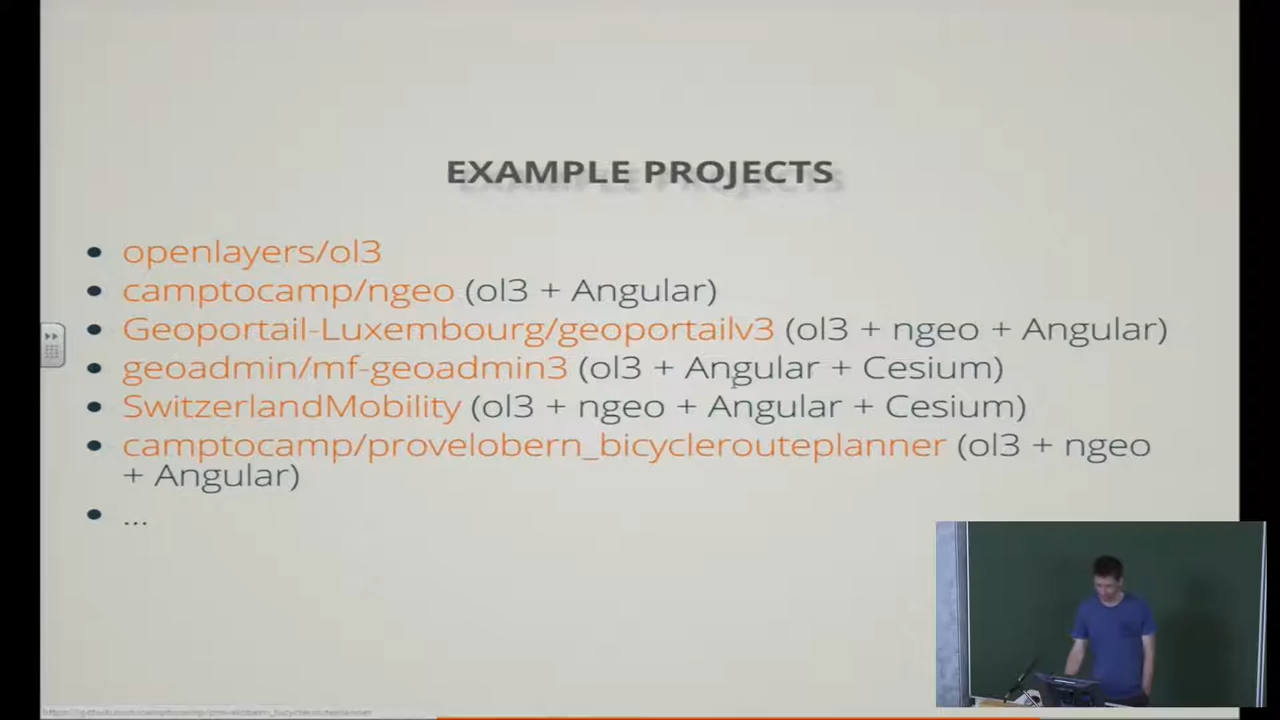 EXAMPLE PROJECTS
openlayers/ol3
camptocamp/ngeo (ol3 + Angular)
Geoportail-Luxembourg/geoportailv3 (ol3 + ngeo + Angular)
geoadmin/mf-geoadmin3 (ol3 + Angular + Cesium)
SwitzerlandMobility (ol3 + ngeo + Angular + Cesium)
camptocamp/provelobern_bicyclerouteplanner (ol3 + ngeo
+ Angular)
...